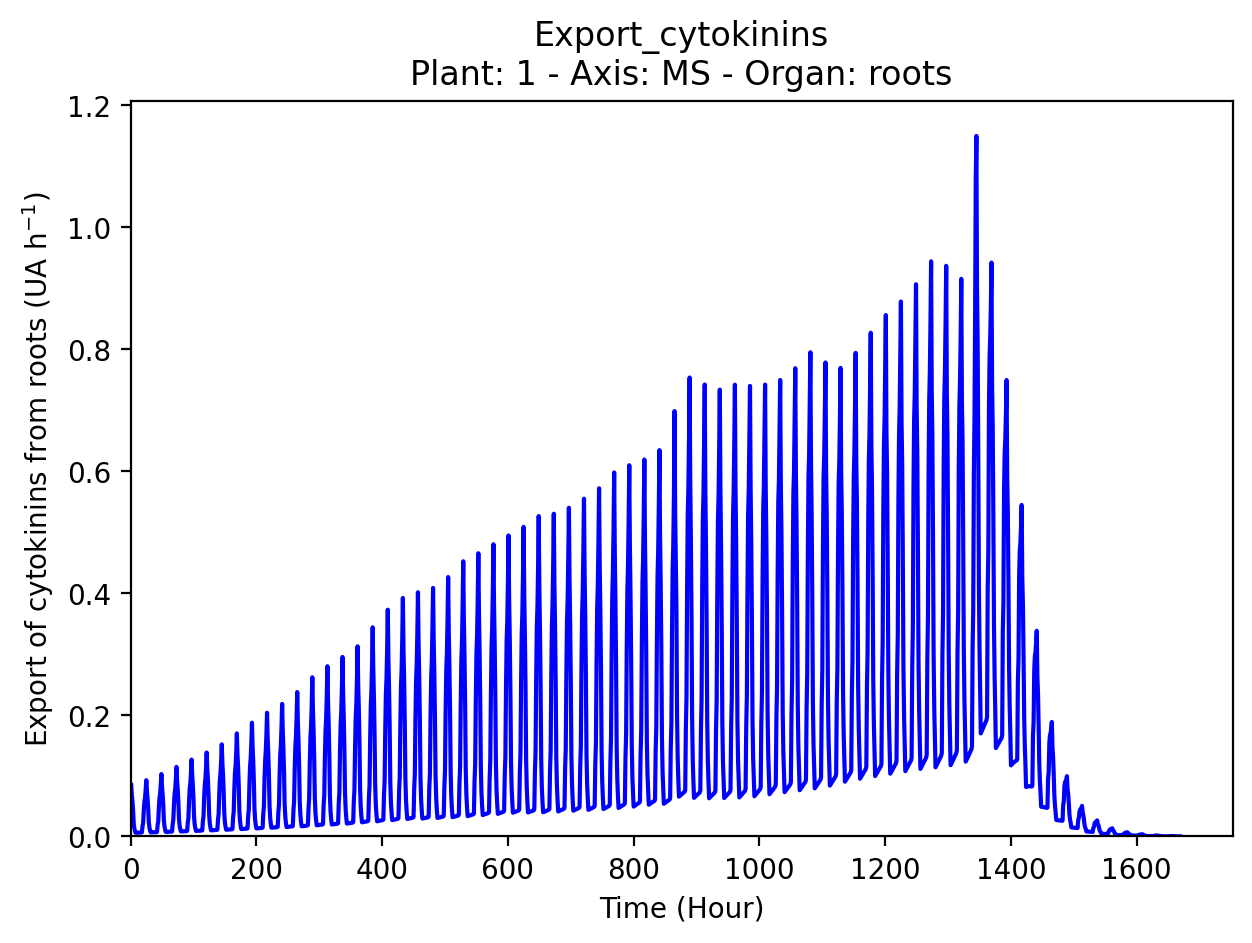 Export_cytokinins
Plant: 1 - Axis: MS - Organ: roots
Export of cytokinins from roots (UA h⁻¹)
1.2
1.0
0.8
0.6
0.4
0.2
0.0
0 200 400 600 800 1000 1200 1400 1600
Time (Hour)